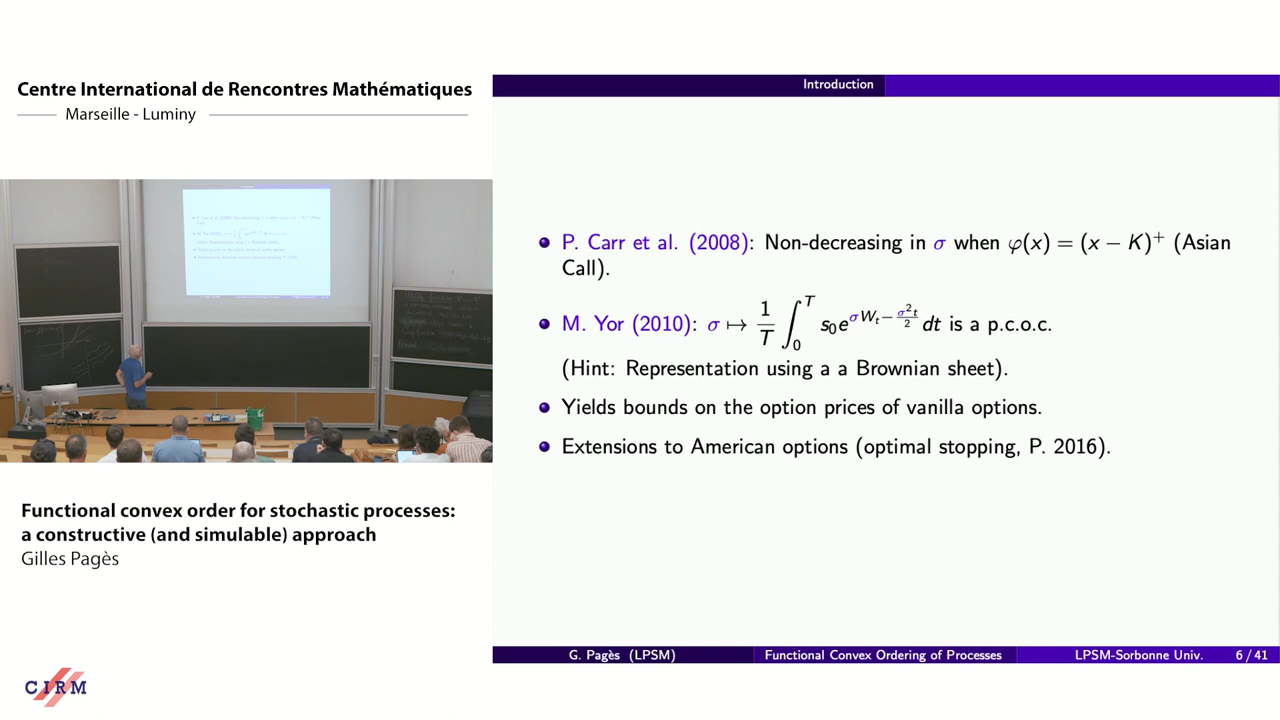 Centre International de Rencontres Mathématiques
Marseille - Luminy
Functional convex order for stochastic processes:
a constructive (and simulable) approach
Gilles Pagès
CIRM
Introduction
P. Carr et al. (2008): Non-decreasing in σ when φ(x) = (x − K)⁺ (Asian
Call).
M. Yor (2010): σ ↦ 1/T ∫₀ᵀ s₀e^{σW_t − σ²t/2} dt is a p.c.o.c.
(Hint: Representation using a a Brownian sheet).
Yields bounds on the option prices of vanilla options.
Extensions to American options (optimal stopping, P. 2016).
G. Pagès (LPSM) Functional Convex Ordering of Processes LPSM-Sorbonne Univ. 6 / 41